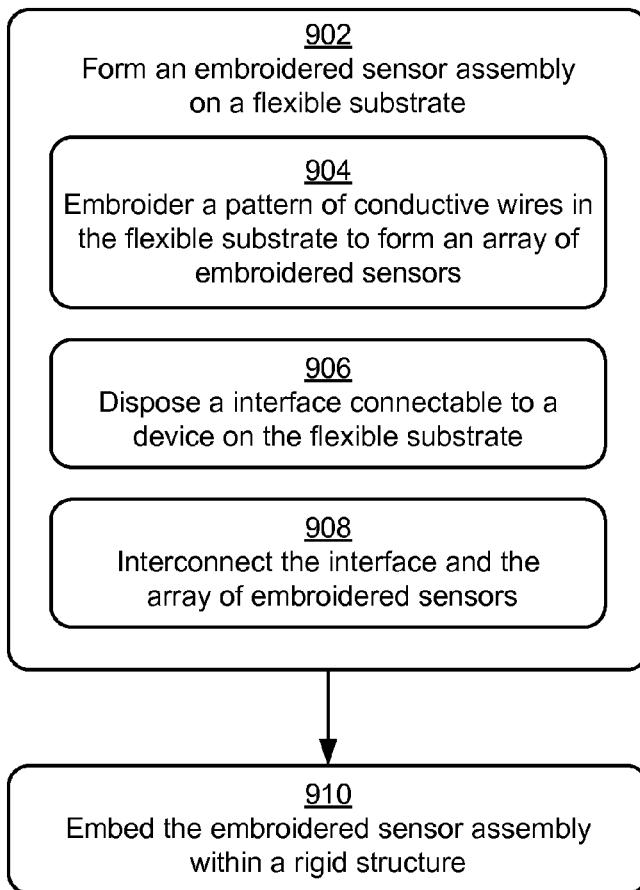 902
Form an embroidered sensor assembly
on a flexible substrate
904
Embroider a pattern of conductive wires in
the flexible substrate to form an array of
embroidered sensors
906
Dispose a interface connectable to a
device on the flexible substrate
908
Interconnect the interface and the
array of embroidered sensors
910
Embed the embroidered sensor assembly
within a rigid structure